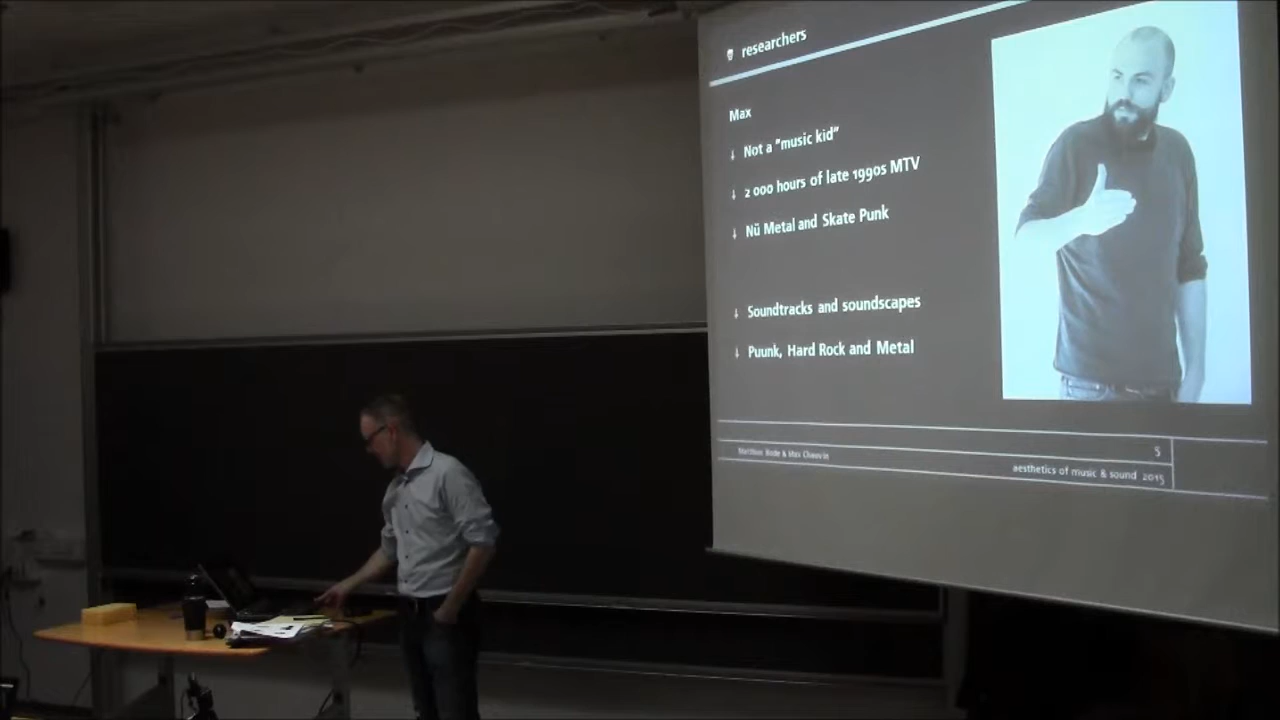 researchers
Max
↓ Not a "music kid"
↓ 2 000 hours of late 1990s MTV
↓ Nü Metal and Skate Punk
↓ Soundtracks and soundscapes
↓ Puunk, Hard Rock and Metal
5
& Max
aesthetics of music & sound 2015